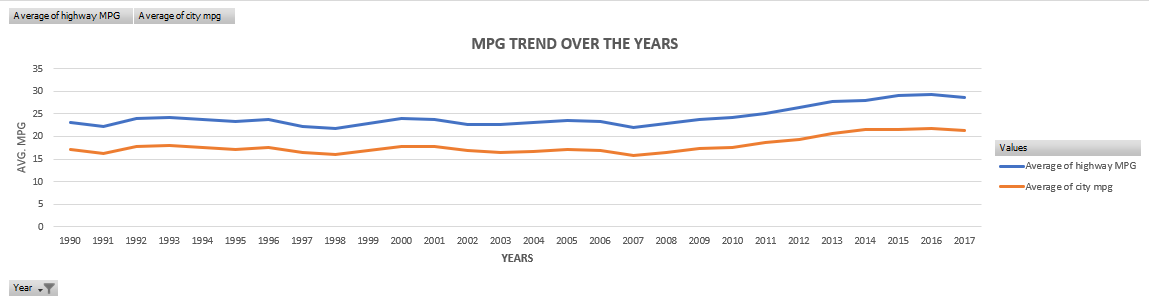 Average of highway MPG Average of city mpg
MPG TREND OVER THE YEARS
35
30
25
20
15
10
5
0
AVG. MPG
1990 1991 1992 1993 1994 1995 1996 1997 1998 1999 2000 2001 2002 2003 2004 2005 2006 2007 2008 2009 2010 2011 2012 2013 2014 2015 2016 2017
YEARS
Values
Average of highway MPG
Average of city mpg
Year